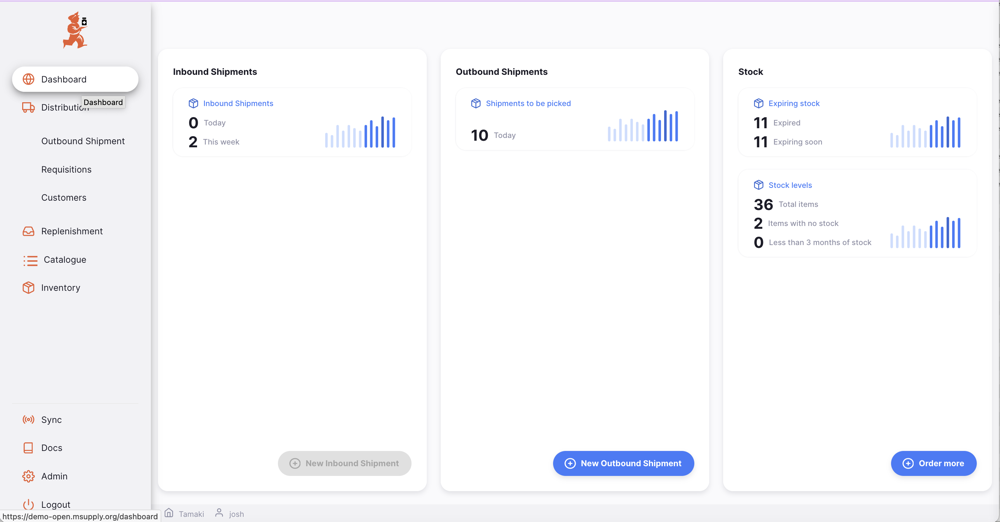 Dashboard
Dashboard
Distribution
Outbound Shipment
Requisitions
Customers
Replenishment
Catalogue
Inventory
Sync
Docs
Admin
Logout
https://demo-open.msupply.org/dashboard
Inbound Shipments
Inbound Shipments
0 Today
2 This week
New Inbound Shipment
Outbound Shipments
Shipments to be picked
10 Today
New Outbound Shipment
Stock
Expiring stock
11 Expired
11 Expiring soon
Stock levels
36 Total items
2 Items with no stock
0 Less than 3 months of stock
Order more
Tamaki josh